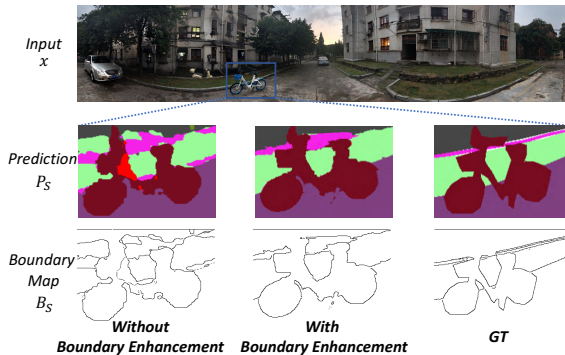 Input
x
Prediction
P_S
Boundary
Map
B_S
Without
Boundary Enhancement
With
Boundary Enhancement
GT